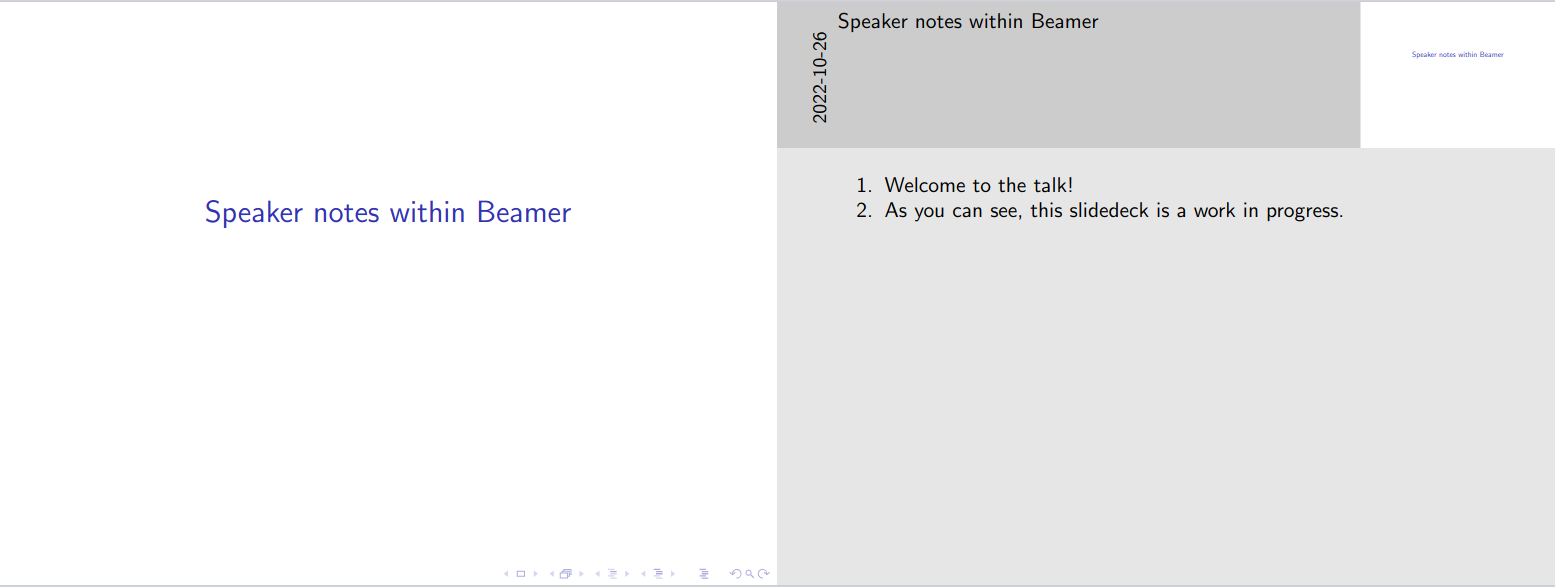 Speaker notes within Beamer
2022-10-26
Speaker notes within Beamer
Speaker notes within Beamer
1. Welcome to the talk!
2. As you can see, this slidedeck is a work in progress.